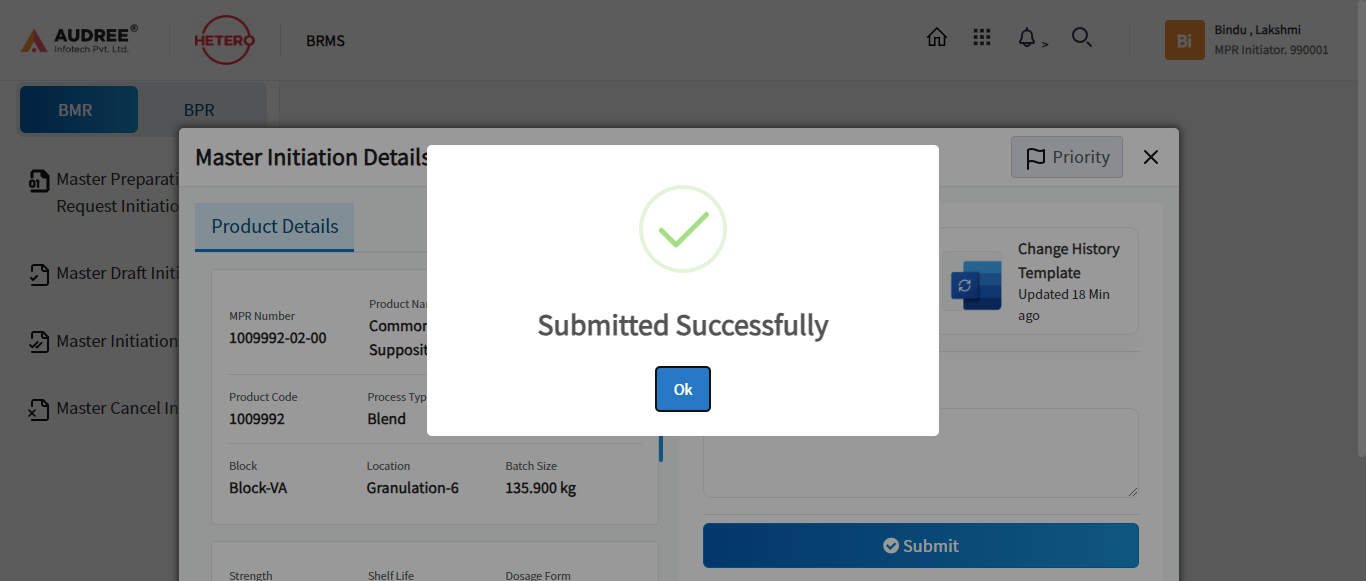 AUDREE®
Infotech Pvt. Ltd.
HETERO
BRMS
>
Bi
Bindu , Lakshmi
MPR Initiator. 990001
BMR
BPR
01
Master Preparati
Request Initiatio
Master Draft Initi
Master Initiation
Master Cancel In
Master Initiation Details
Priority
Product Details
MPR Number
1009992-02-00
Product Na
Common
Supposit
Product Code
1009992
Process Typ
Blend
Block
Block-VA
Location
Granulation-6
Batch Size
135.900 kg
Strength
Shelf Life
Dosage Form
Change History
Template
Updated 18 Min
ago
Submitted Successfully
Ok
Submit